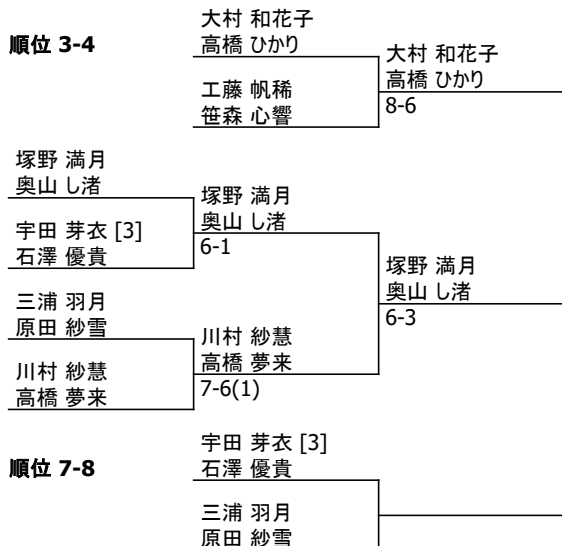 順位 3-4
大村 和花子
高橋 ひかり
工藤 帆稀
笹森 心響
大村 和花子
高橋 ひかり
8-6
塚野 満月
奥山 し渚
宇田 芽衣 [3]
石澤 優貴
三浦 羽月
原田 紗雪
川村 紗慧
高橋 夢来
塚野 満月
奥山 し渚
6-1
川村 紗慧
高橋 夢来
7-6(1)
塚野 満月
奥山 し渚
6-3
順位 7-8
宇田 芽衣 [3]
石澤 優貴
三浦 羽月
原田 紗雪